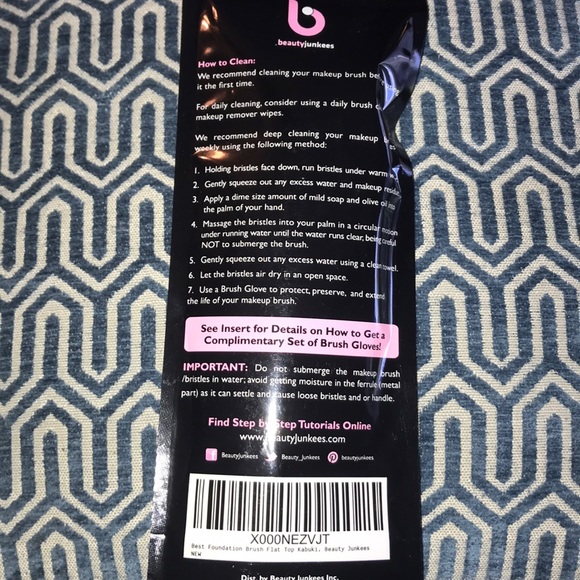 b
beautyjunkees
How to Clean:
We recommend cleaning your makeup brush
it the first time.
For daily cleaning, consider using a daily brush
makeup remover wipes.
We recommend deep cleaning your makeup
weekly using the following method:
1. Holding bristles face down, run bristles under warm
2. Gently squeeze out any excess water and makeup
3. Apply a dime size amount of mild soap and olive oil into
the palm of your hand.
4. Massage the bristles into your palm in a circular motion
under running water until the water runs clear, being careful
NOT to submerge the brush.
5. Gently squeeze out any excess water using a clean towel.
6. Let the bristles air dry in an open space.
7. Use a Brush Glove to protect, preserve, and extend
the life of your makeup brush.
See Insert for Details on How to Get a
Complimentary Set of Brush Gloves!
IMPORTANT: Do not submerge the makeup brush
/bristles in water; avoid getting moisture in the ferrule (metal
part) as it can settle and cause loose bristles and or handle.
Find Step by Step Tutorials Online
www.BeautyJunkees.com
f BeautyJunkees Beauty_Junkees beautyjunkees
X000NEZVJT
Best Foundation Brush Flat Top Kabuki, Beauty Junkees
NEW
Dist. by Beauty Junkees Inc.